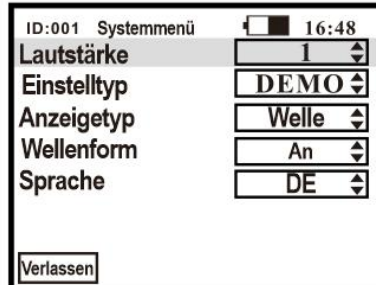 ID:001 Systemmenü 16:48
Lautstärke 1
Einstelltyp DEMO
Anzeigetyp Welle
Wellenform An
Sprache DE
Verlassen